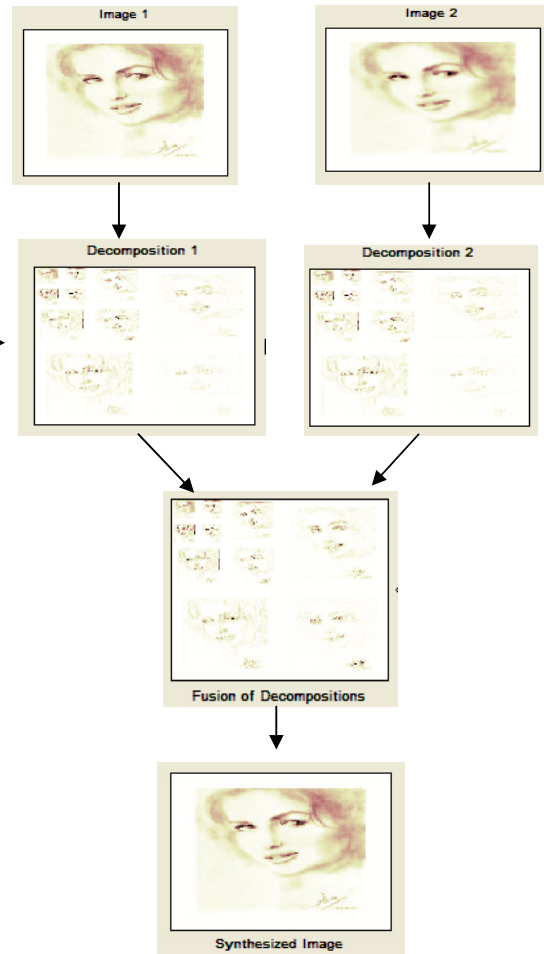 Image 1
Image 2
Decomposition 1
Decomposition 2
Fusion of Decompositions
Synthesized Image